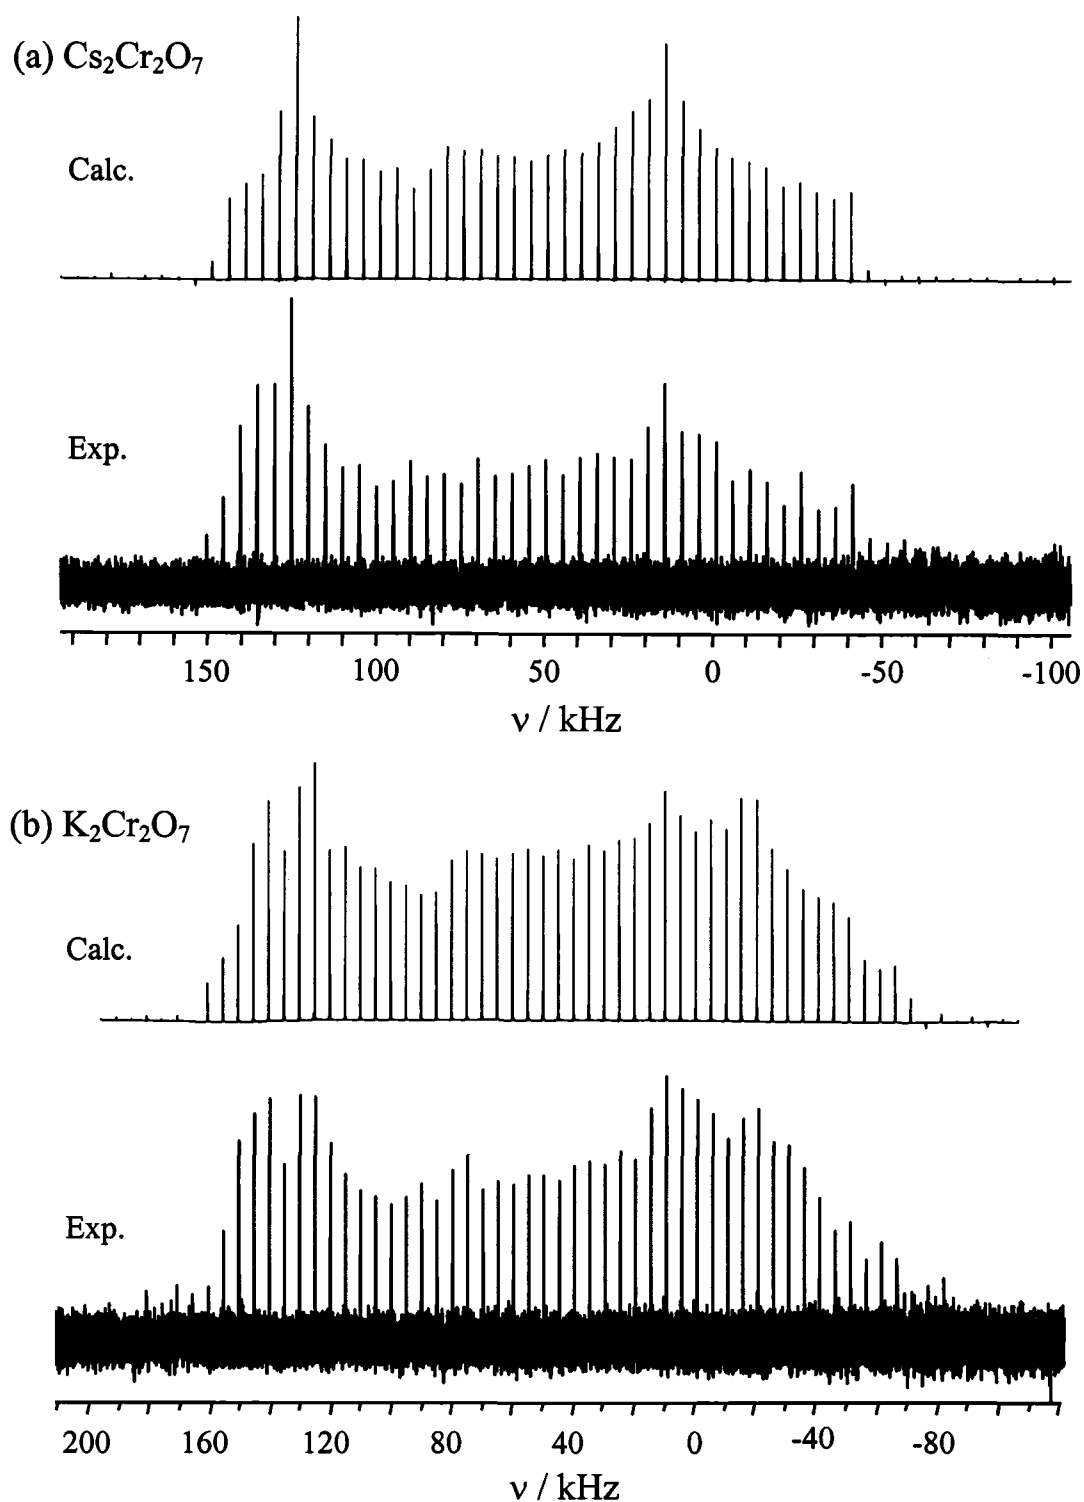 (a) Cs₂Cr₂O₇
Calc.
Exp.
150 100 50 0 -50 -100
ν / kHz
(b) K₂Cr₂O₇
Calc.
Exp.
200 160 120 80 40 0 -40 -80
ν / kHz